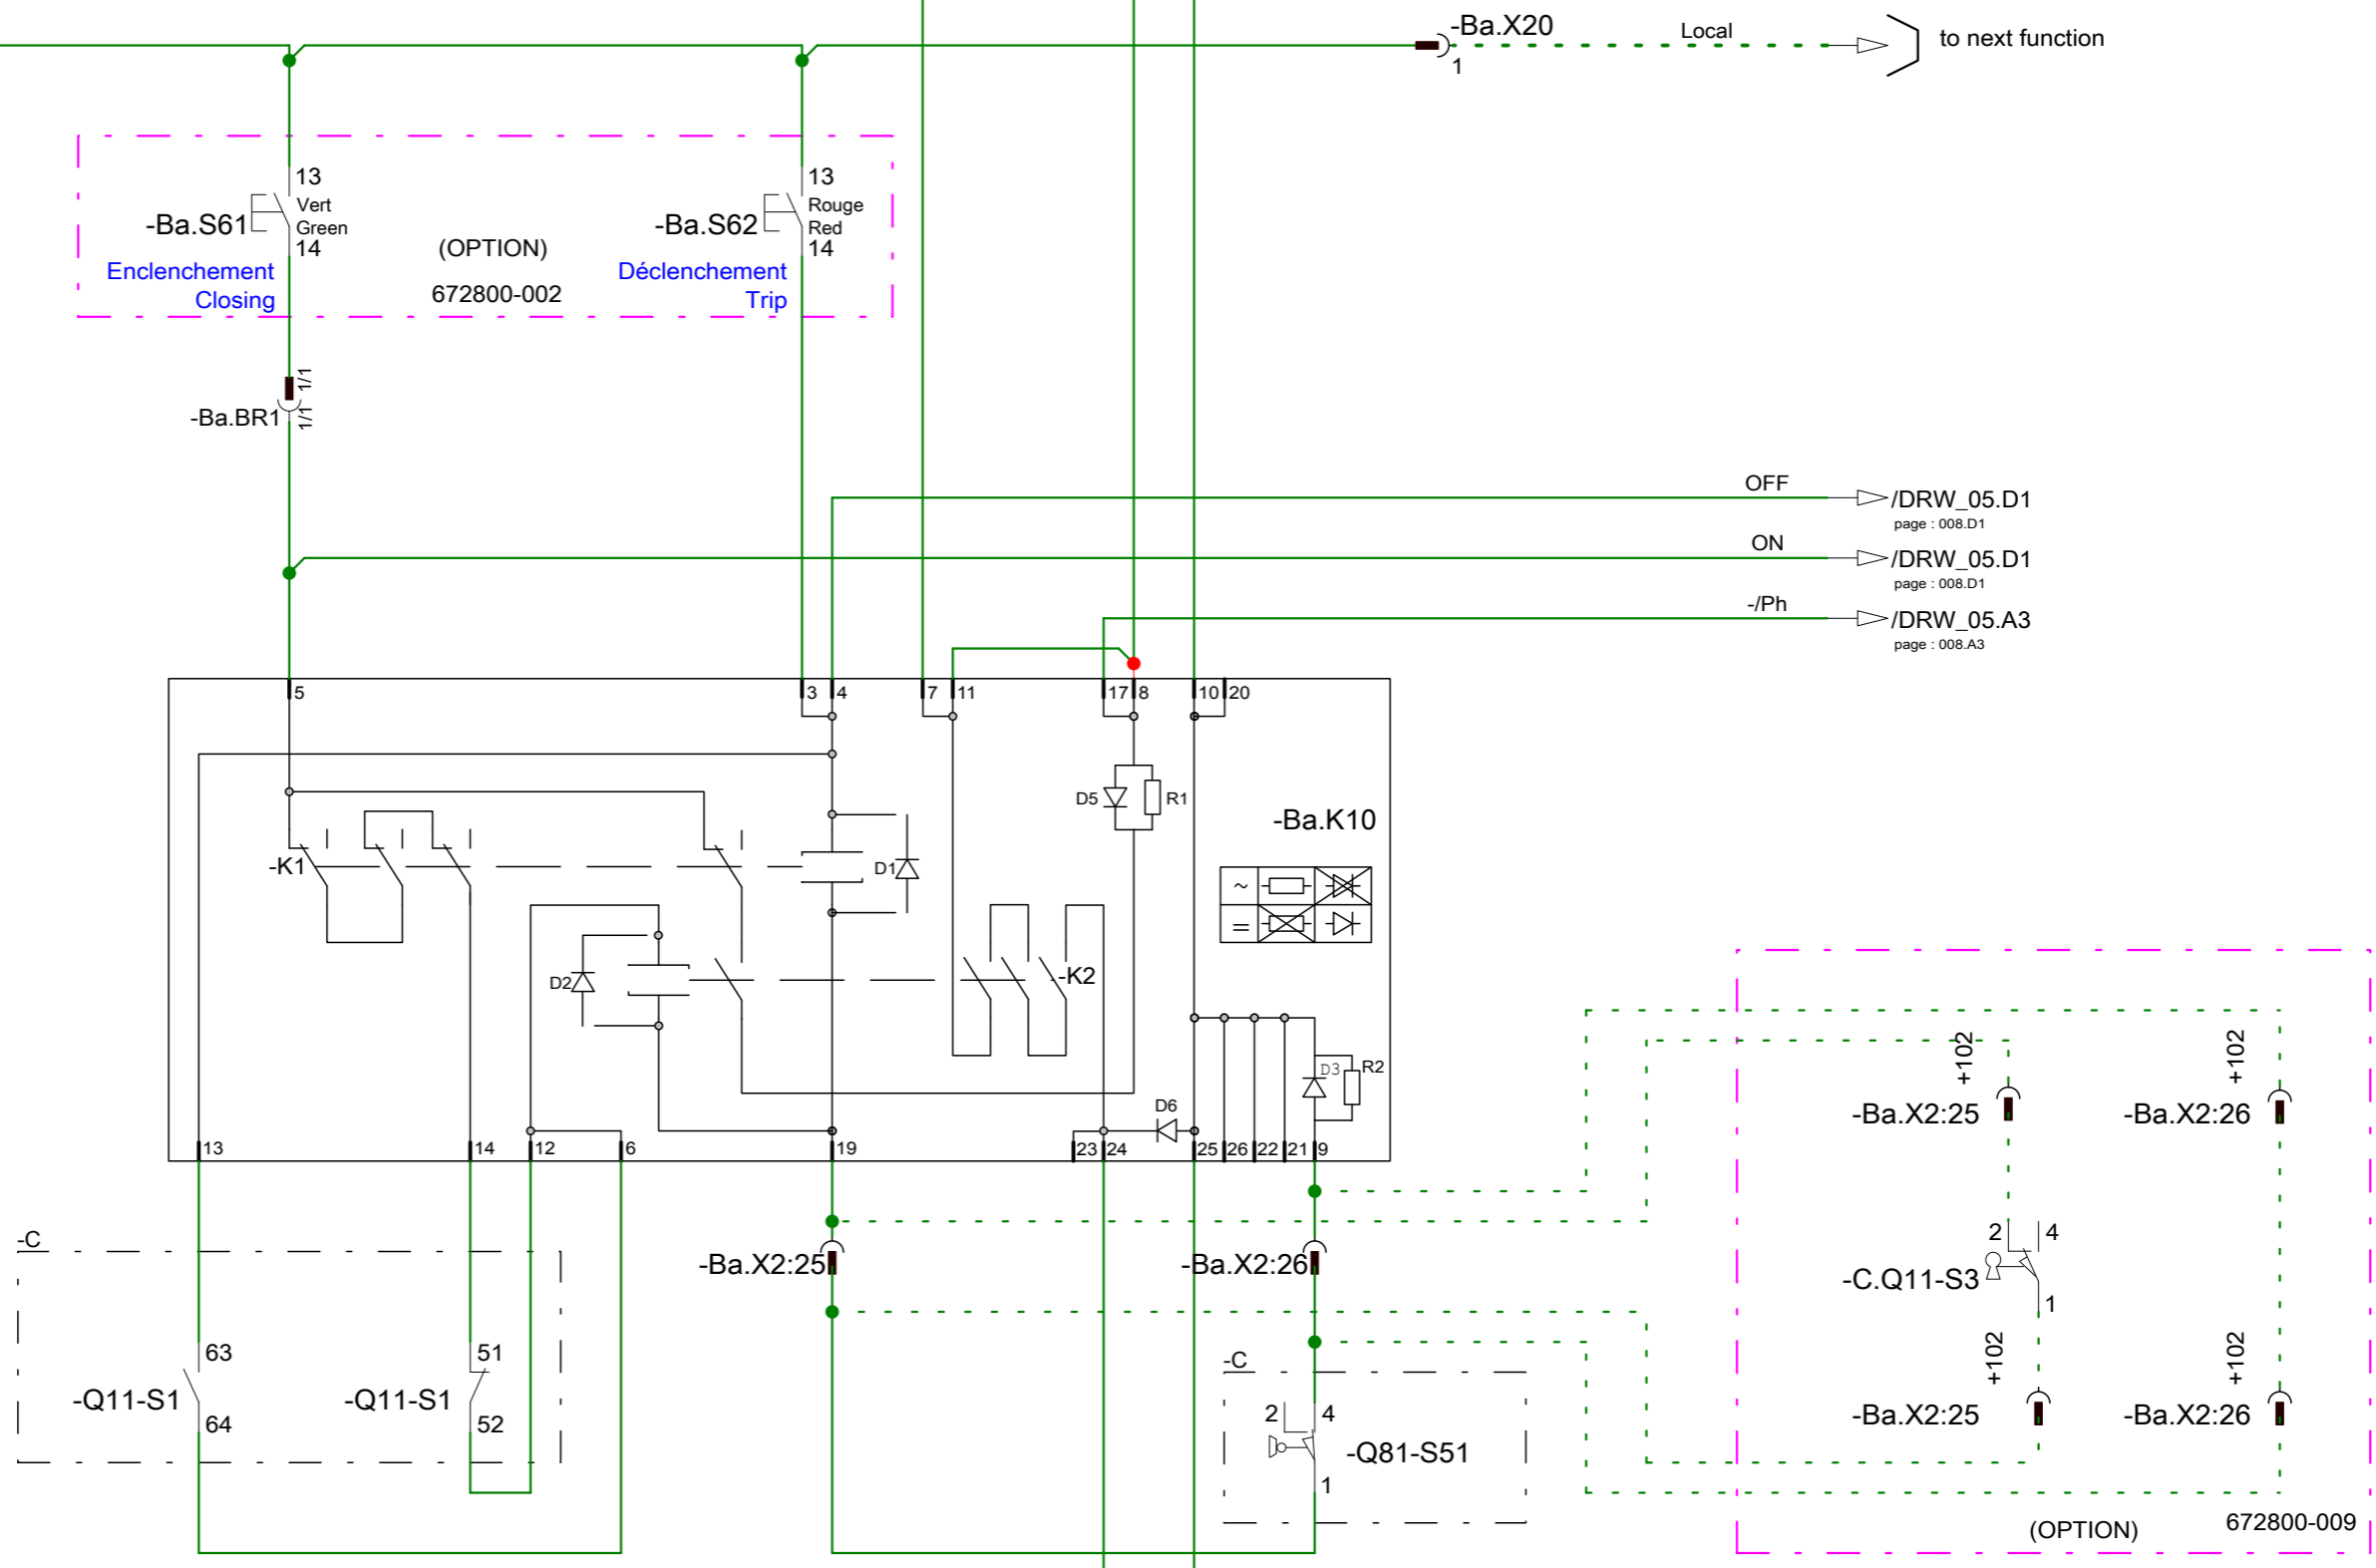 -Ba.X20
1
Local
to next function
13
Vert
Green
14
-Ba.S61
Enclenchement
Closing
(OPTION)
672800-002
13
Rouge
Red
14
-Ba.S62
Déclenchement
Trip
1/1
1/1
-Ba.BR1
OFF
/DRW_05.D1
page : 008.D1
ON
/DRW_05.D1
page : 008.D1
-/Ph
/DRW_05.A3
page : 008.A3
5
3
4
7
11
17
8
10
20
D5
R1
-Ba.K10
-K1
D1
~
=
D2
-K2
D3
R2
D6
13
14
12
6
19
23
24
25
26
22
21
9
+102
+102
-Ba.X2:25
-Ba.X2:26
-C
-Ba.X2:25
-Ba.X2:26
2
4
-C.Q11-S3
1
63
-Q11-S1
64
51
-Q11-S1
52
-C
2
4
-Q81-S51
1
+102
+102
-Ba.X2:25
-Ba.X2:26
(OPTION)
672800-009